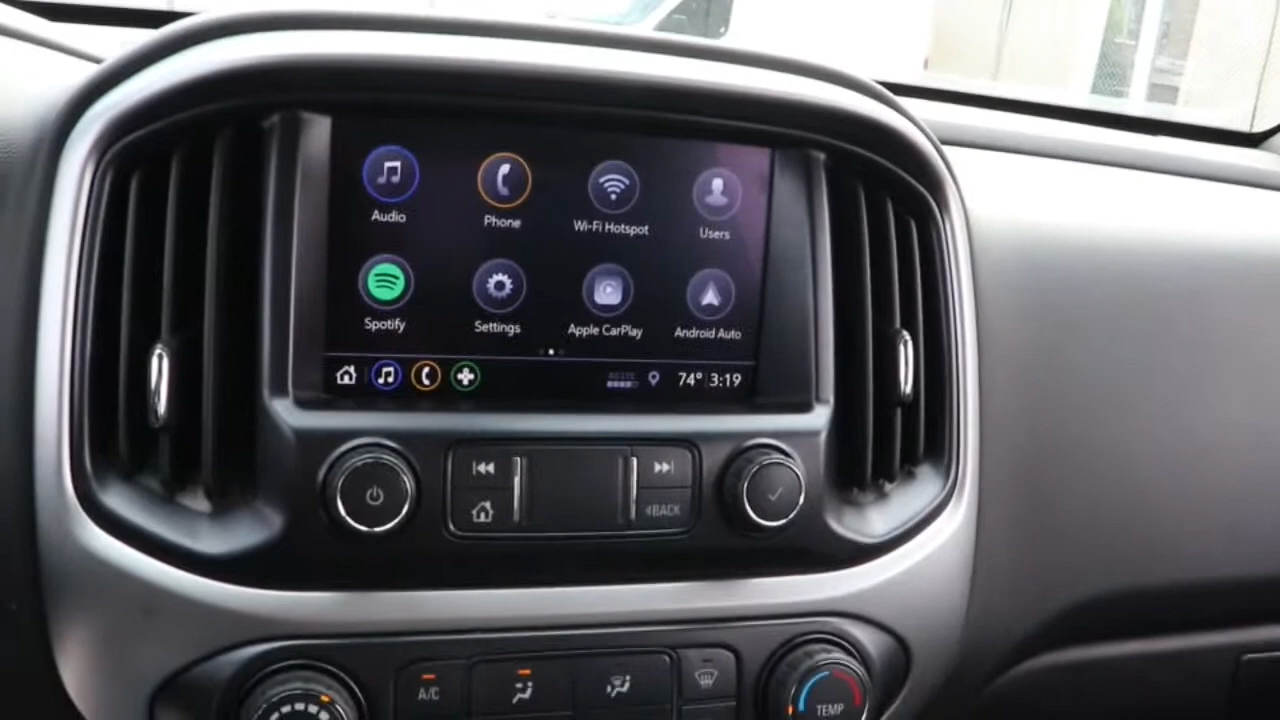 Audio
Phone
Wi-Fi Hotspot
Users
Spotify
Settings
Apple CarPlay
Android Auto
74° 3:19
BACK
A/C
TEMP